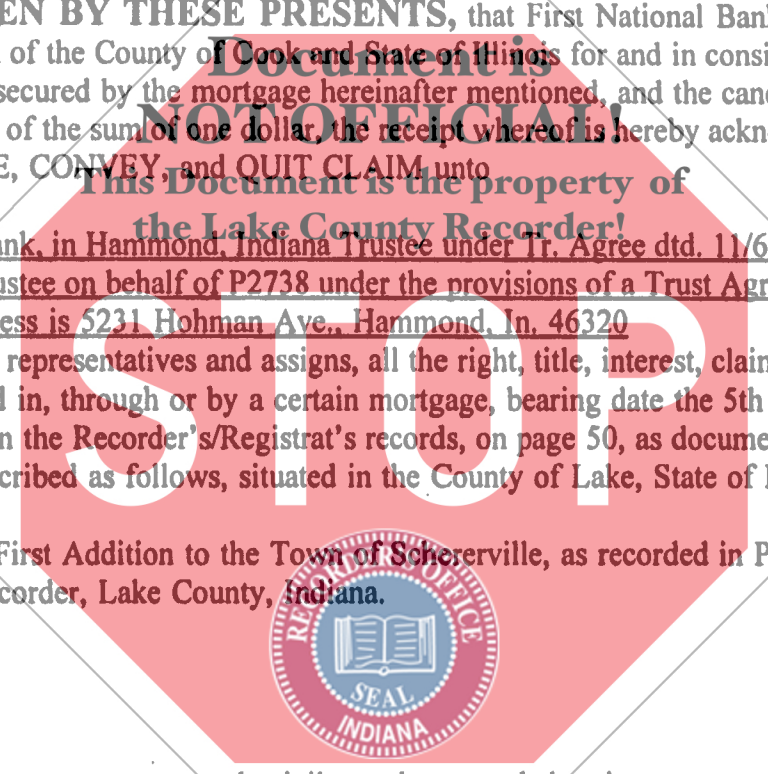 EN BY THESE PRESENTS, that First National Bank
of the County of Cook and State of Illinois for and in consi
Document is
secured by the mortgage hereinafter mentioned, and the canc
NOT OFFICIAL!
of the sum of one dollar, the receipt whereof is hereby ackn
E, CONVEY, and QUIT CLAIM unto
This Document is the property of
the Lake County Recorder!
ank, in Hammond, Indiana Trustee under Tr. Agree dtd. 11/6
ustee on behalf of P2738 under the provisions of a Trust Agr
ess is 5231 Hohman Ave., Hammond, In. 46320
STOP
representatives and assigns, all the right, title, interest, claim
d in, through or by a certain mortgage, bearing date the 5th
n the Recorder's/Registrat's records, on page 50, as docume
cribed as follows, situated in the County of Lake, State of I
First Addition to the Town of Schererville, as recorded in P
corder, Lake County, Indiana.
RECORDER'S OFFICE
SEAL
INDIANA